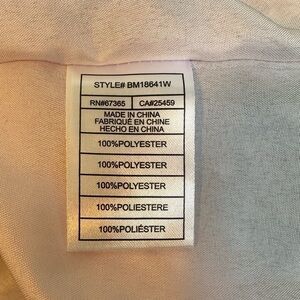 STYLE# BM18641W
RN#67365 CA#25459
MADE IN CHINA
FABRIQUÉ EN CHINE
HECHO EN CHINA
100%POLYESTER
100%POLYESTER
100%POLYESTER
100%POLIESTERE
100%POLIÉSTER